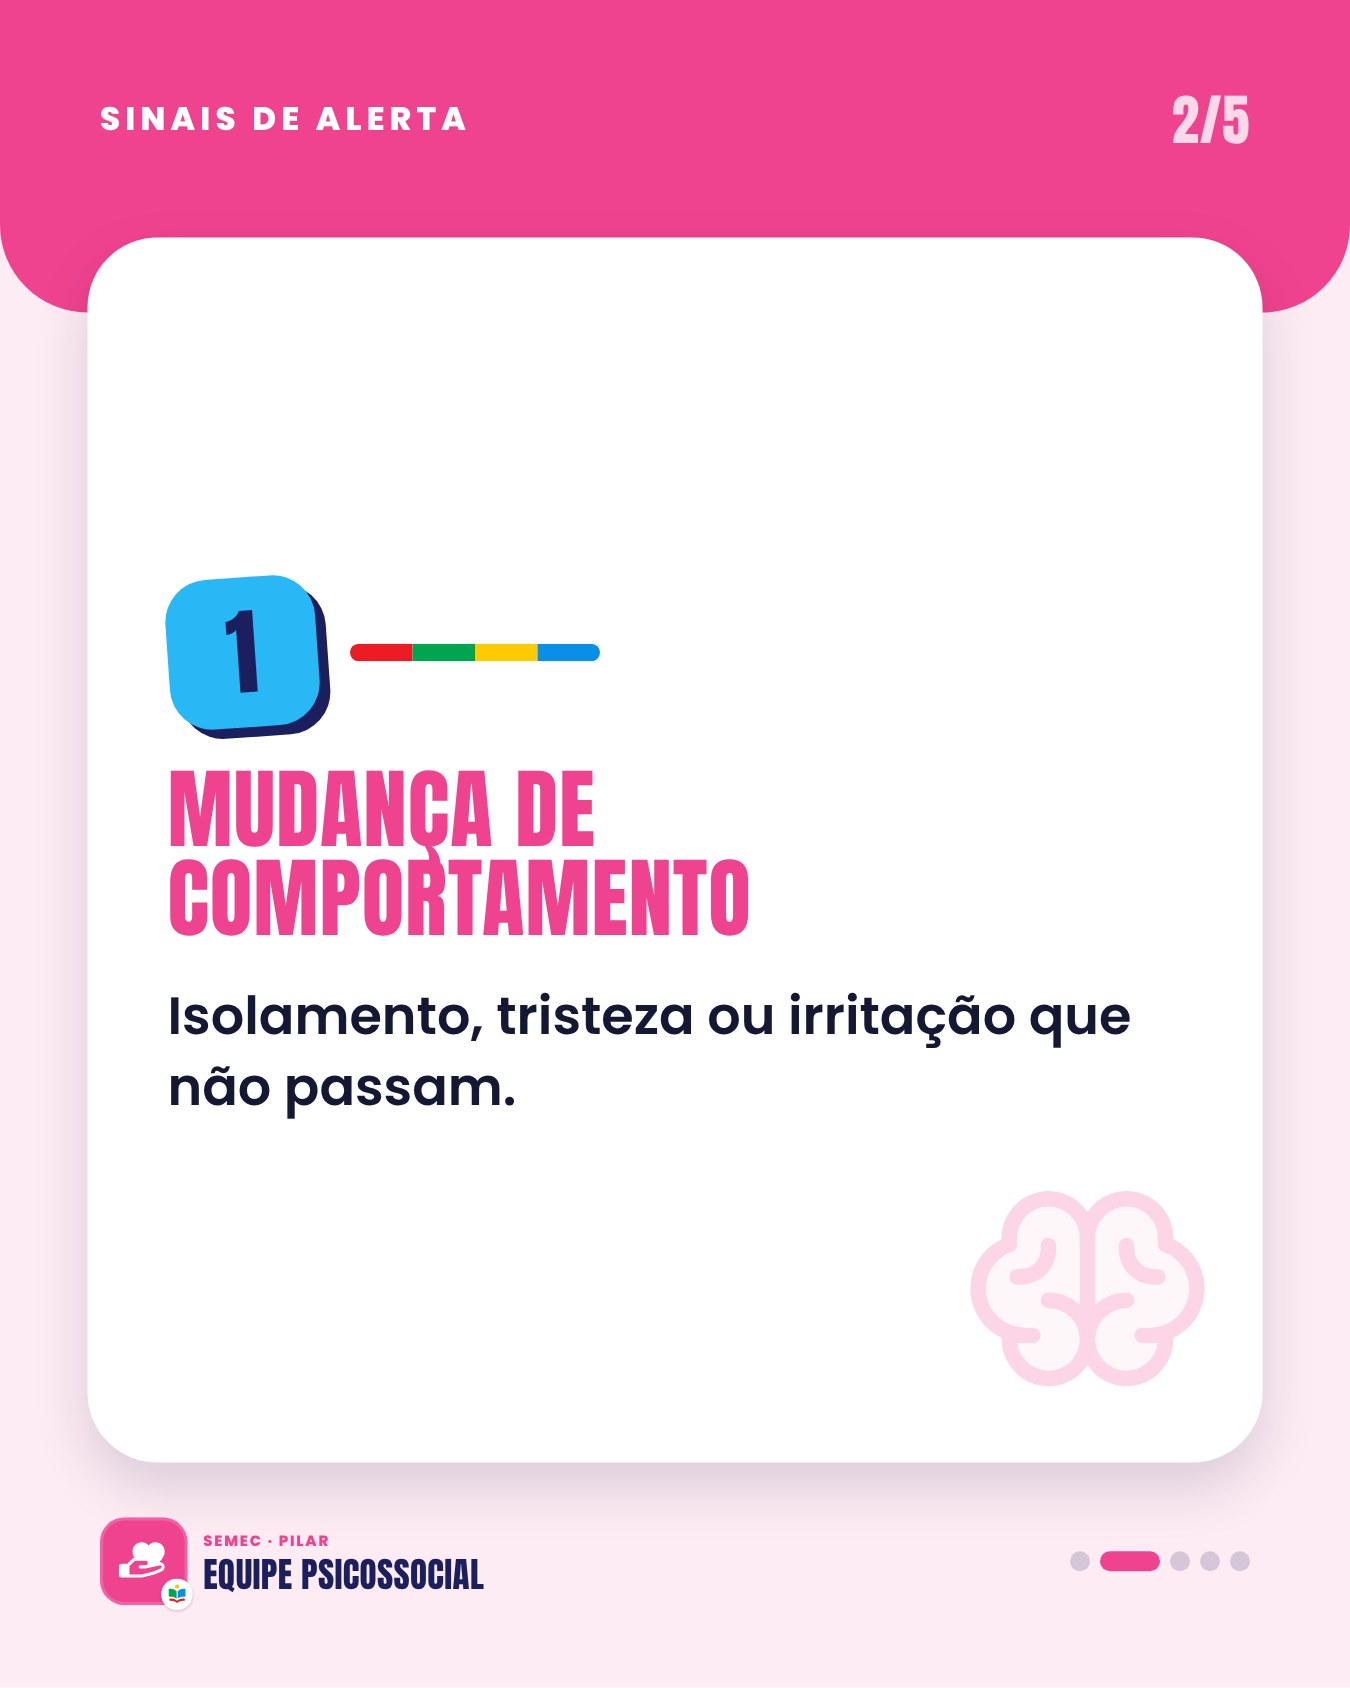 SINAIS DE ALERTA
2/5
1
MUDANÇA DE
COMPORTAMENTO
Isolamento, tristeza ou irritação que
não passam.
SEMEC · PILAR
EQUIPE PSICOSSOCIAL